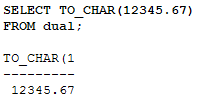 SELECT TO_CHAR(12345.67)
FROM dual;
TO_CHAR(1
---------
12345.67